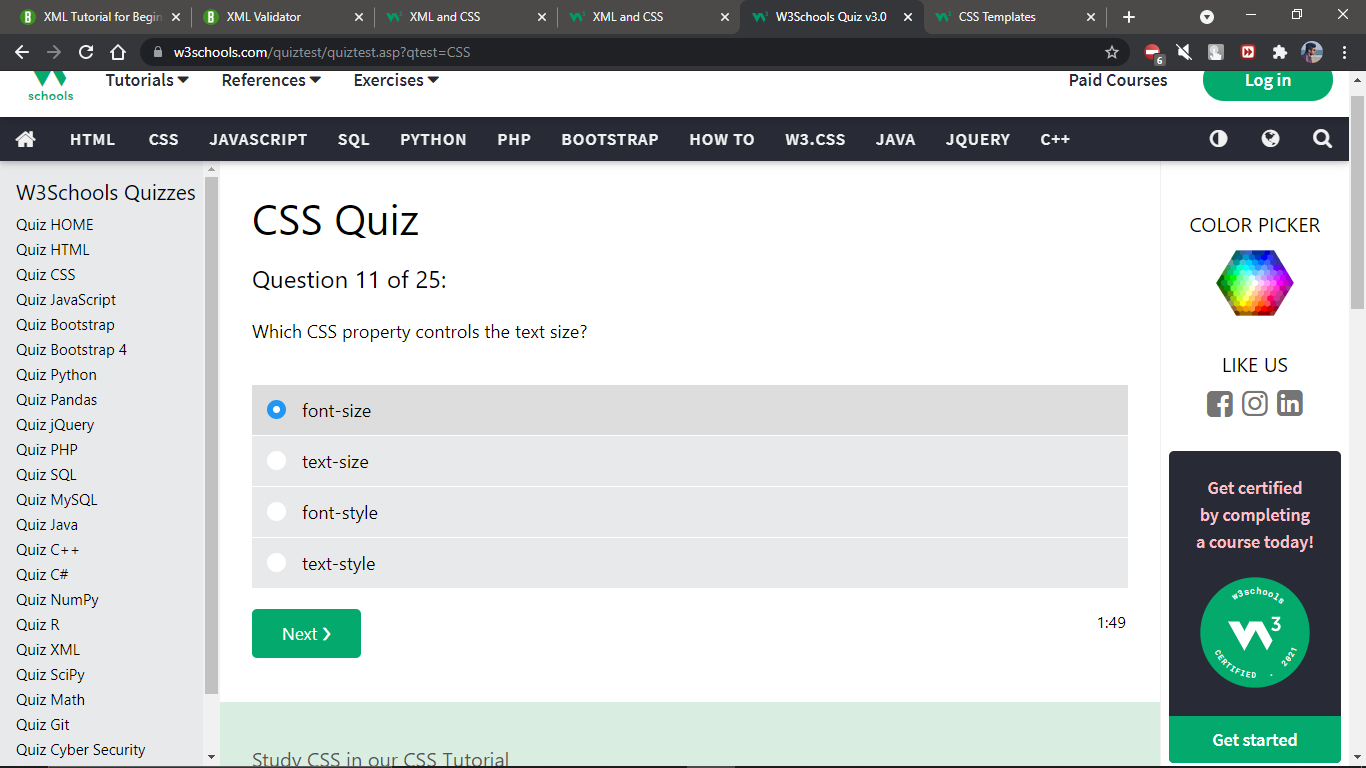 XML Tutorial for Begin
XML Validator
XML and CSS
XML and CSS
W3Schools Quiz v3.0
CSS Templates
w3schools.com/quiztest/quiztest.asp?qtest=CSS
6
schools
Tutorials
References
Exercises
Paid Courses
Log in
HTML CSS JAVASCRIPT SQL PYTHON PHP BOOTSTRAP HOW TO W3.CSS JAVA JQUERY C++
W3Schools Quizzes
Quiz HOME
Quiz HTML
Quiz CSS
Quiz JavaScript
Quiz Bootstrap
Quiz Bootstrap 4
Quiz Python
Quiz Pandas
Quiz jQuery
Quiz PHP
Quiz SQL
Quiz MySQL
Quiz Java
Quiz C++
Quiz C#
Quiz NumPy
Quiz R
Quiz XML
Quiz SciPy
Quiz Math
Quiz Git
Quiz Cyber Security
CSS Quiz
Question 11 of 25:
Which CSS property controls the text size?
font-size
text-size
font-style
text-style
Next ❯
1:49
Study CSS in our CSS Tutorial
COLOR PICKER
LIKE US
Get certified
by completing
a course today!
w3schools
W3
CERTIFIED . 2021
Get started